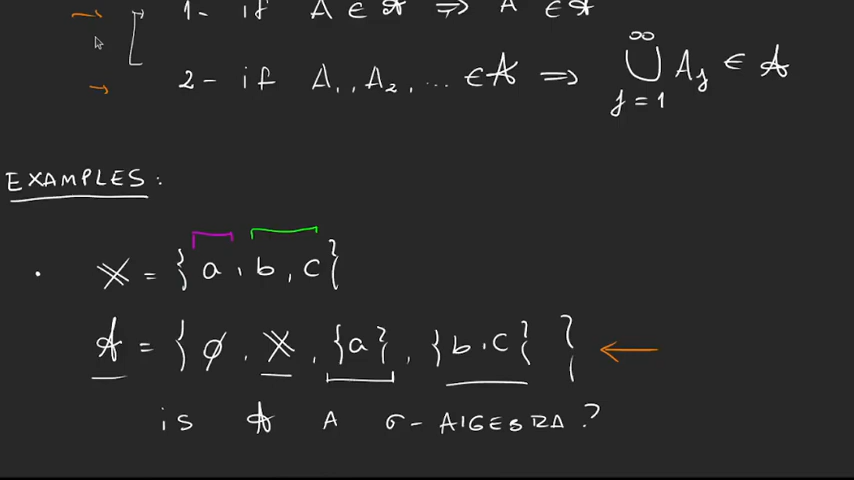 1- if A ∈ 𝒜 ⇒ A ∈ 𝒜
2- if A₁, A₂, ... ∈ 𝒜 ⇒ ⋃_{j=1}^{∞} A_j ∈ 𝒜
EXAMPLES:
• X = {a, b, c}
𝒜 = {∅, X, {a}, {b, c}} ←
is 𝒜 A σ-AlGEBRA?